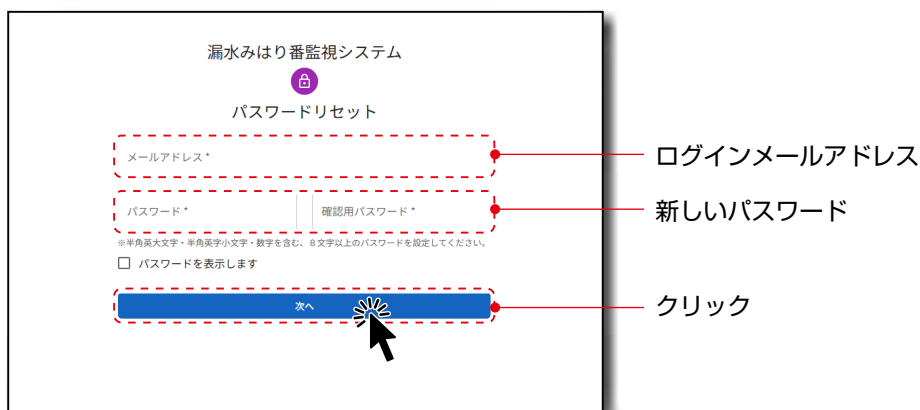 漏水みはり番監視システム
パスワードリセット
メールアドレス *
ログインメールアドレス
パスワード *
確認用パスワード *
新しいパスワード
※半角英大文字・半角英字小文字・数字を含む、8文字以上のパスワードを設定してください。
パスワードを表示します
次へ
クリック